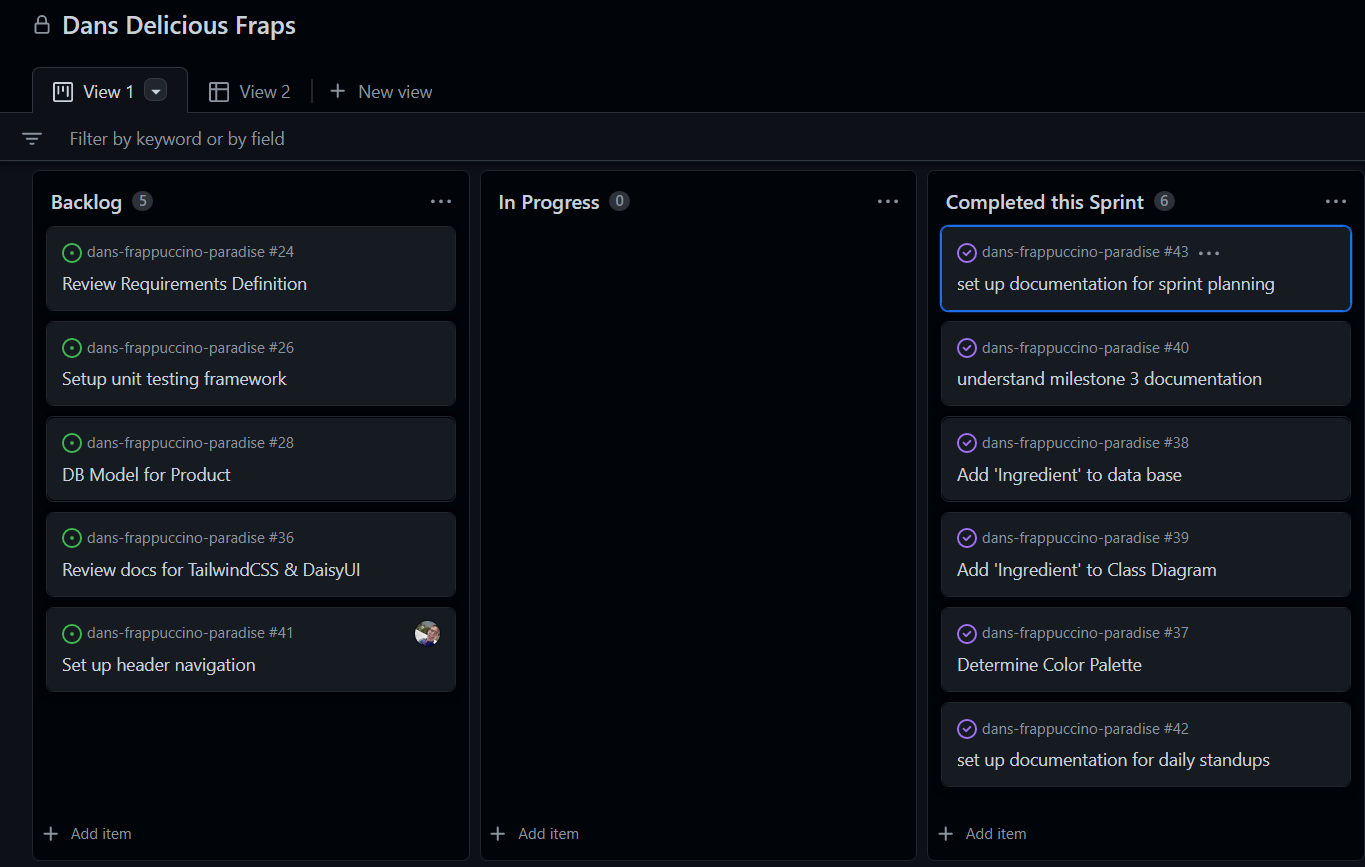 Dans Delicious Fraps
View 1
View 2
New view
Filter by keyword or by field
Backlog 5
dans-frappuccino-paradise #24
Review Requirements Definition
dans-frappuccino-paradise #26
Setup unit testing framework
dans-frappuccino-paradise #28
DB Model for Product
dans-frappuccino-paradise #36
Review docs for TailwindCSS & DaisyUI
dans-frappuccino-paradise #41
Set up header navigation
Add item
In Progress 0
Add item
Completed this Sprint 6
dans-frappuccino-paradise #43
set up documentation for sprint planning
dans-frappuccino-paradise #40
understand milestone 3 documentation
dans-frappuccino-paradise #38
Add 'Ingredient' to data base
dans-frappuccino-paradise #39
Add 'Ingredient' to Class Diagram
dans-frappuccino-paradise #37
Determine Color Palette
dans-frappuccino-paradise #42
set up documentation for daily standups
Add item